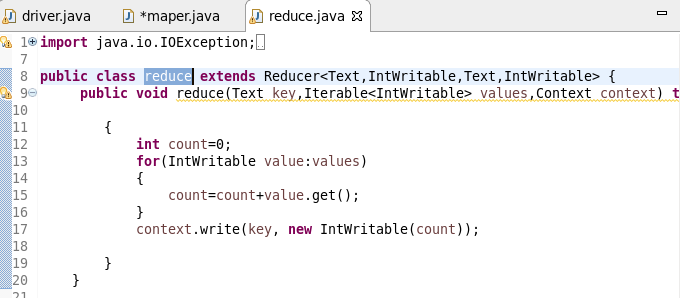 driver.java *maper.java reduce.java
1 import java.io.IOException;
7
8 public class reduce extends Reducer<Text,IntWritable,Text,IntWritable> {
9 public void reduce(Text key,Iterable<IntWritable> values,Context context) t
10
11 {
12 int count=0;
13 for(IntWritable value:values)
14 {
15 count=count+value.get();
16 }
17 context.write(key, new IntWritable(count));
18
19 }
20 }
21